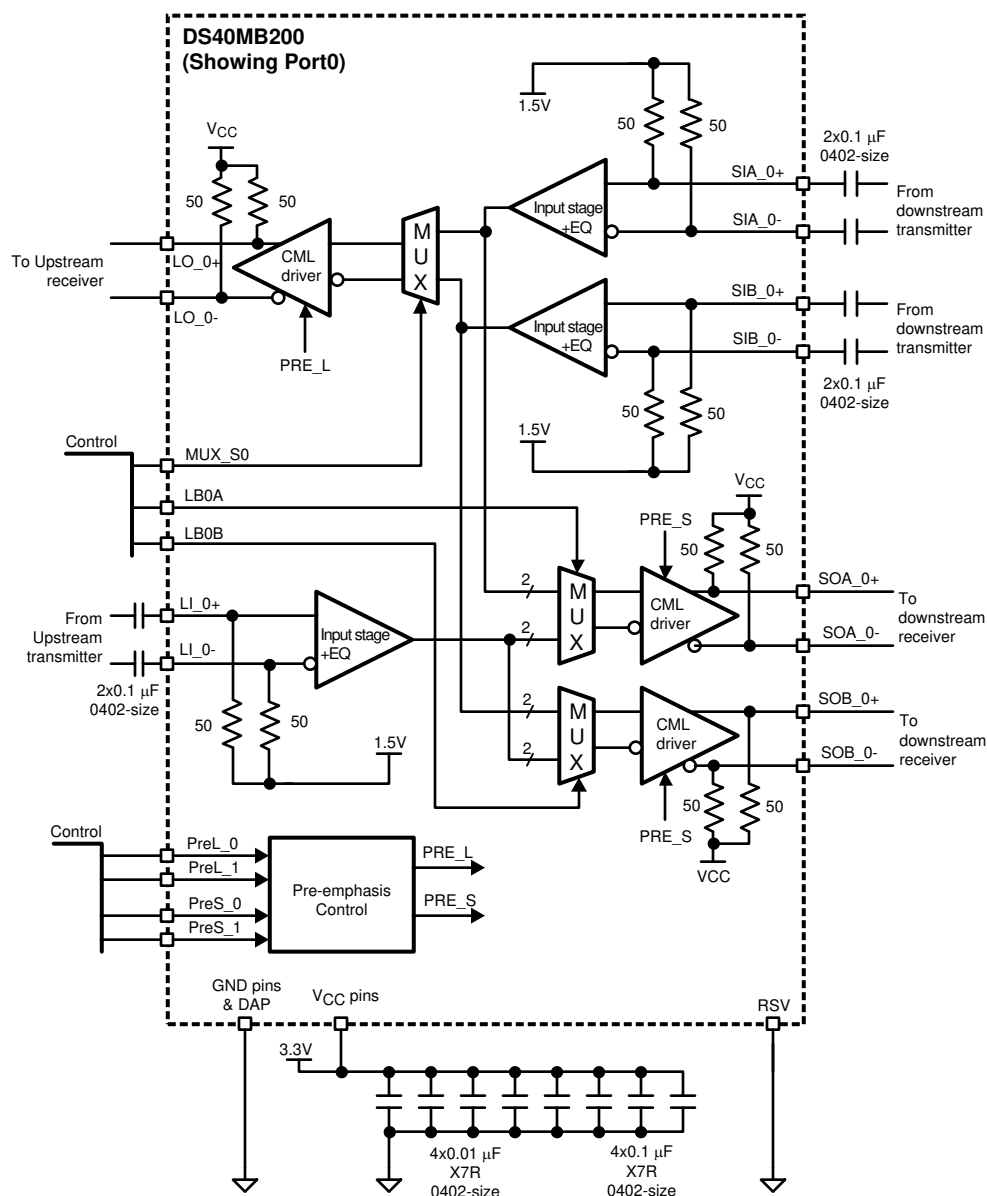 DS40MB200
(Showing Port0)
1.5V
50
50
2x0.1 μF
0402-size
VCC
50
50
SIA_0+
From
downstream
transmitter
SIA_0-
Input stage
+EQ
M
U
X
CML
driver
LO_0+
To Upstream
receiver
LO_0-
PRE_L
SIB_0+
From
downstream
transmitter
SIB_0-
Input stage
+EQ
2x0.1 μF
0402-size
50
50
1.5V
Control
MUX_S0
LB0A
LB0B
VCC
PRE_S
50
50
2
2
M
U
X
CML
driver
SOA_0+
To
downstream
receiver
SOA_0-
LI_0+
From
Upstream
transmitter
LI_0-
Input stage
+EQ
2x0.1 μF
0402-size
50
50
1.5V
2
2
M
U
X
CML
driver
SOB_0+
To
downstream
receiver
SOB_0-
50
50
PRE_S
VCC
Control
PreL_0
PreL_1
PreS_0
PreS_1
Pre-emphasis
Control
PRE_L
PRE_S
GND pins
& DAP
VCC pins
RSV
3.3V
4x0.01 μF
X7R
0402-size
4x0.1 μF
X7R
0402-size